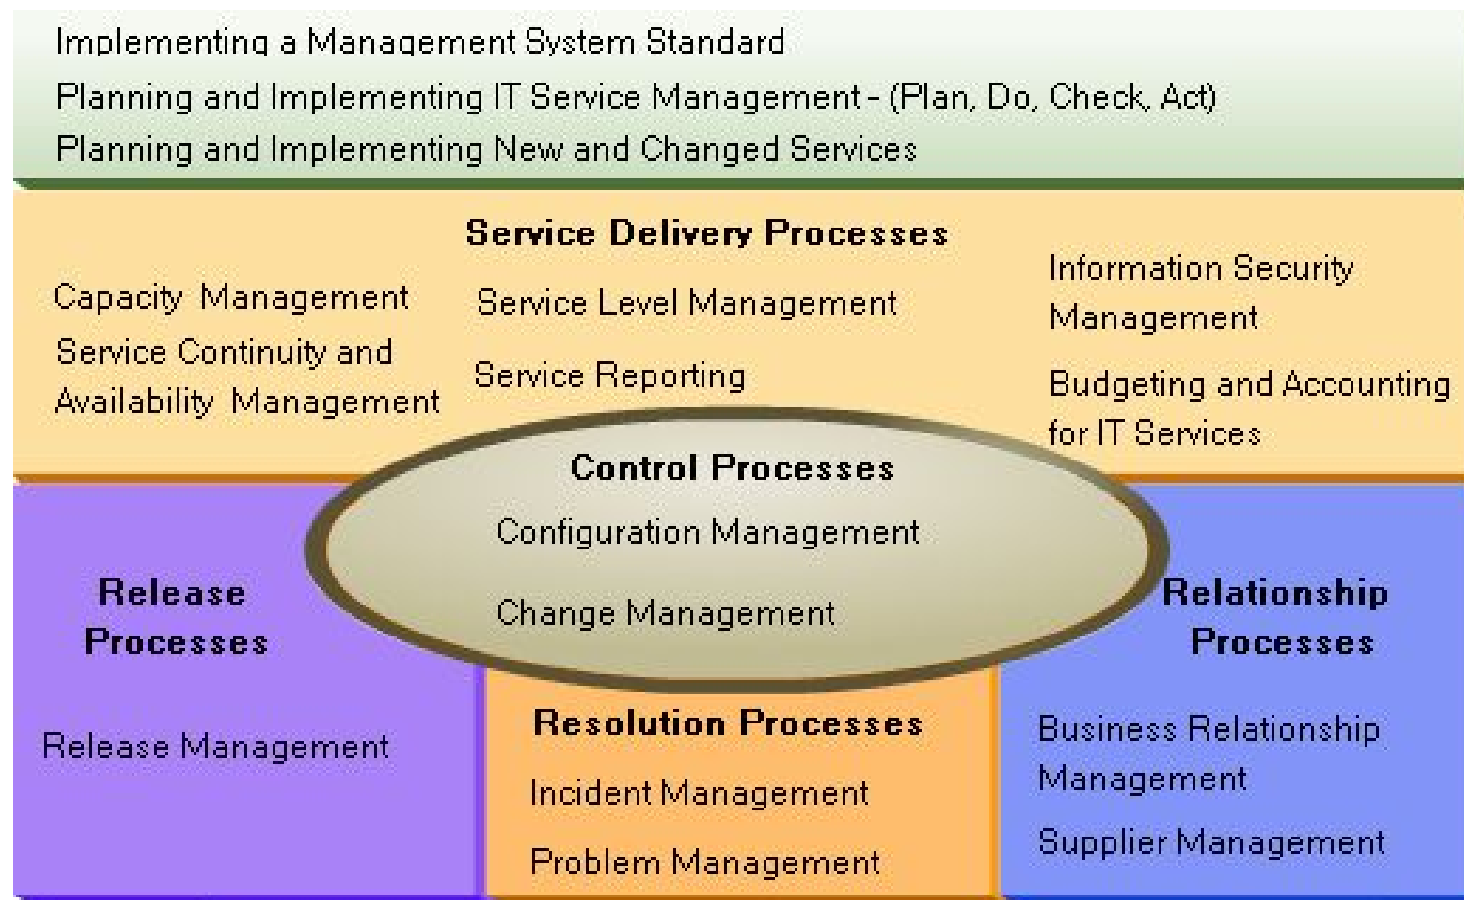 Implementing a Management System Standard
Planning and Implementing IT Service Management - (Plan, Do, Check, Act)
Planning and Implementing New and Changed Services
Service Delivery Processes
Capacity Management
Service Continuity and
Availability Management
Service Level Management
Service Reporting
Information Security
Management
Budgeting and Accounting
for IT Services
Control Processes
Configuration Management
Change Management
Release
Processes
Release Management
Resolution Processes
Incident Management
Problem Management
Relationship
Processes
Business Relationship
Management
Supplier Management